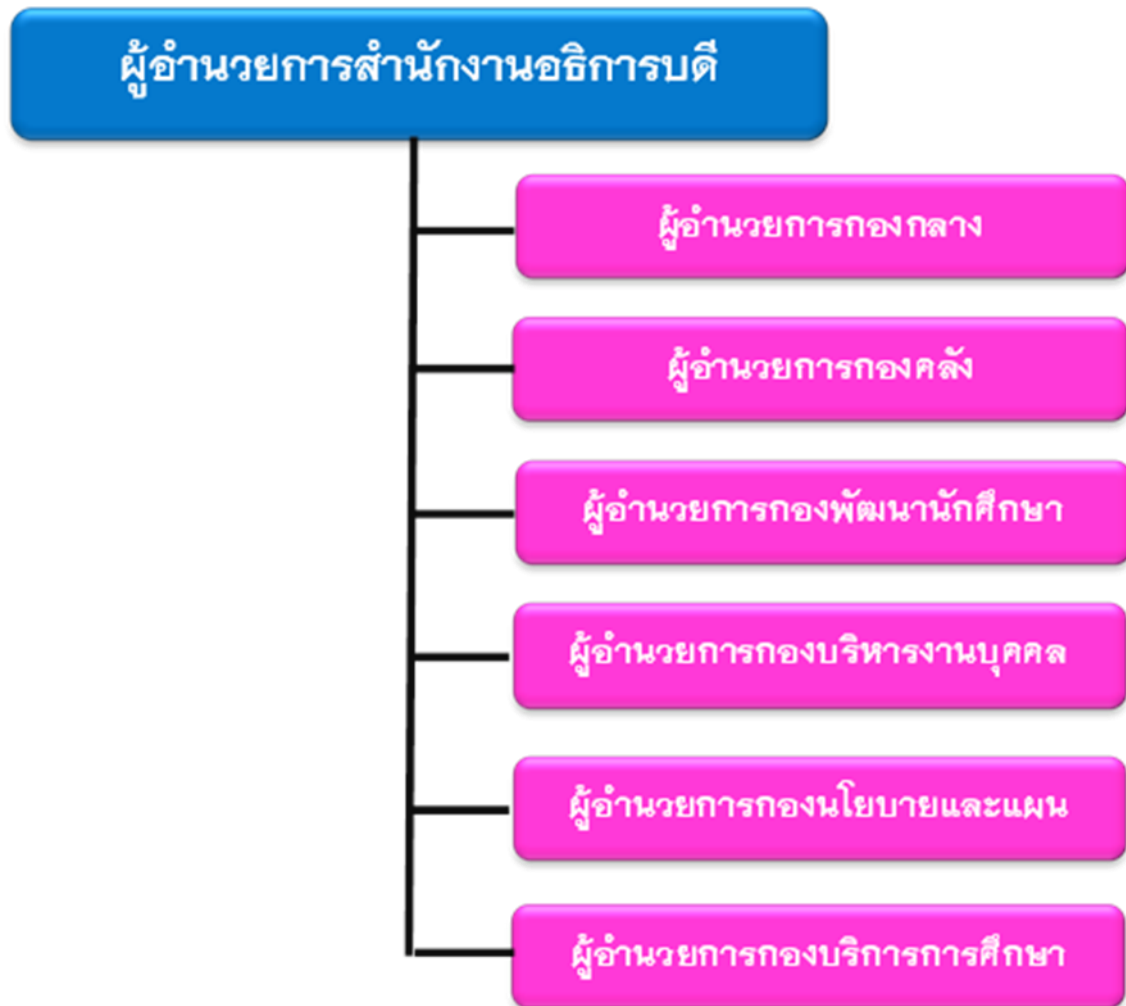 ผู้อำนวยการสำนักงานอธิการบดี
ผู้อำนวยการกองกลาง
ผู้อำนวยการกองคลัง
ผู้อำนวยการกองพัฒนานักศึกษา
ผู้อำนวยการกองบริหารงานบุคคล
ผู้อำนวยการกองนโยบายและแผน
ผู้อำนวยการกองบริการการศึกษา